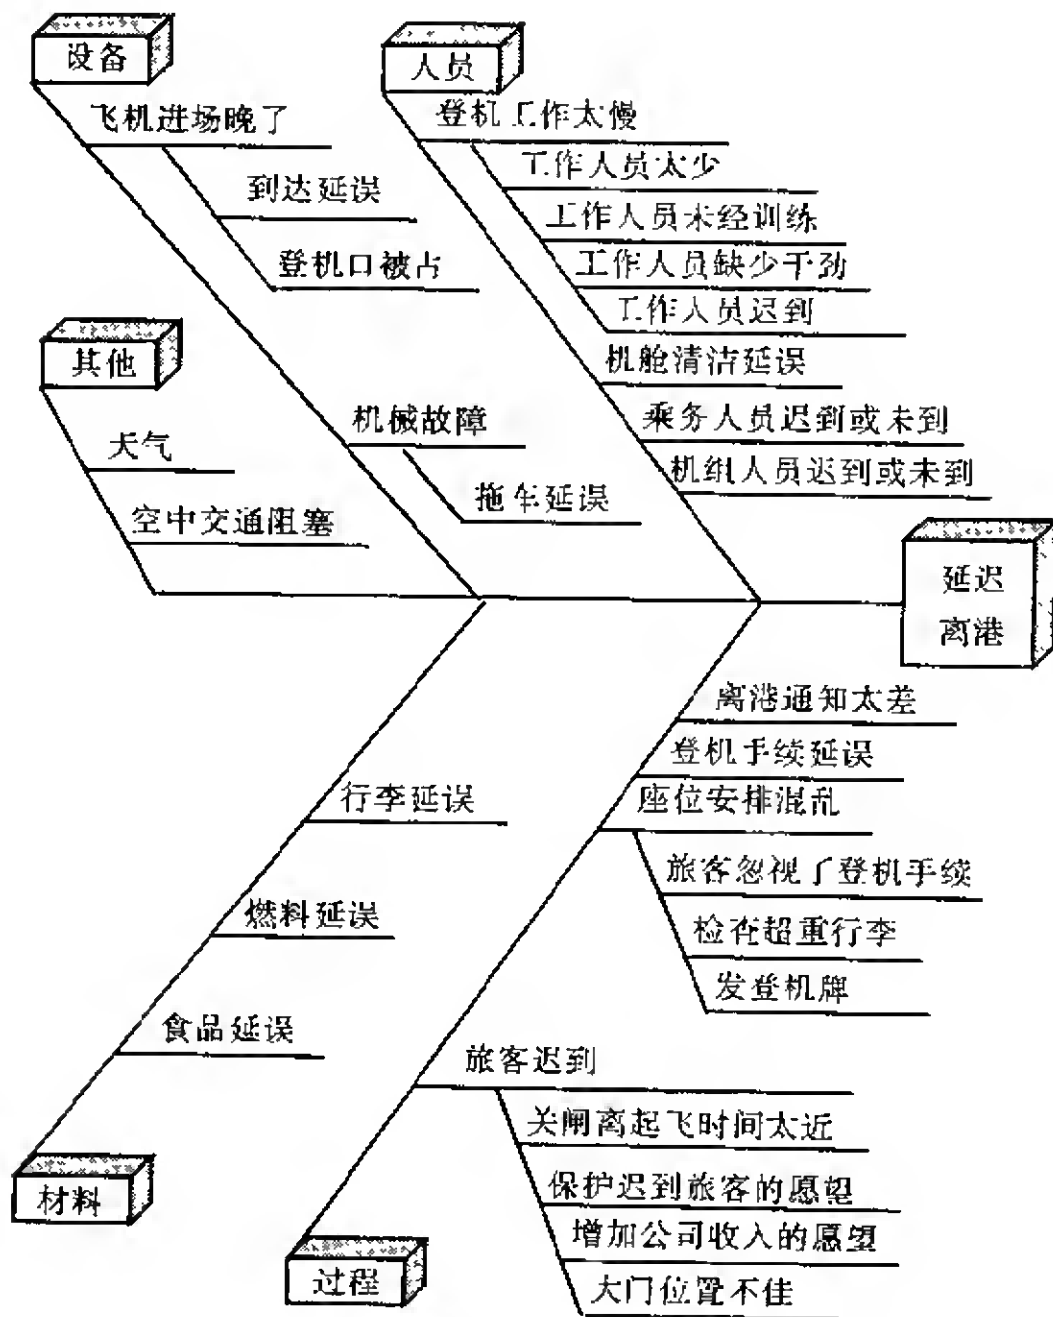 设备
飞机进场晚了
到达延误
登机口被占
机械故障
拖车延误
人员
登机工作太慢
工作人员太少
工作人员未经训练
工作人员缺少干劲
工作人员迟到
机舱清洁延误
乘务人员迟到或未到
机组人员迟到或未到
其他
天气
空中交通阻塞
延迟
离港
离港通知太差
登机手续延误
座位安排混乱
旅客忽视了登机手续
检查超重行李
发登机牌
旅客迟到
关闸离起飞时间太近
保护迟到旅客的愿望
增加公司收入的愿望
大门位置不佳
过程
行李延误
燃料延误
食品延误
材料